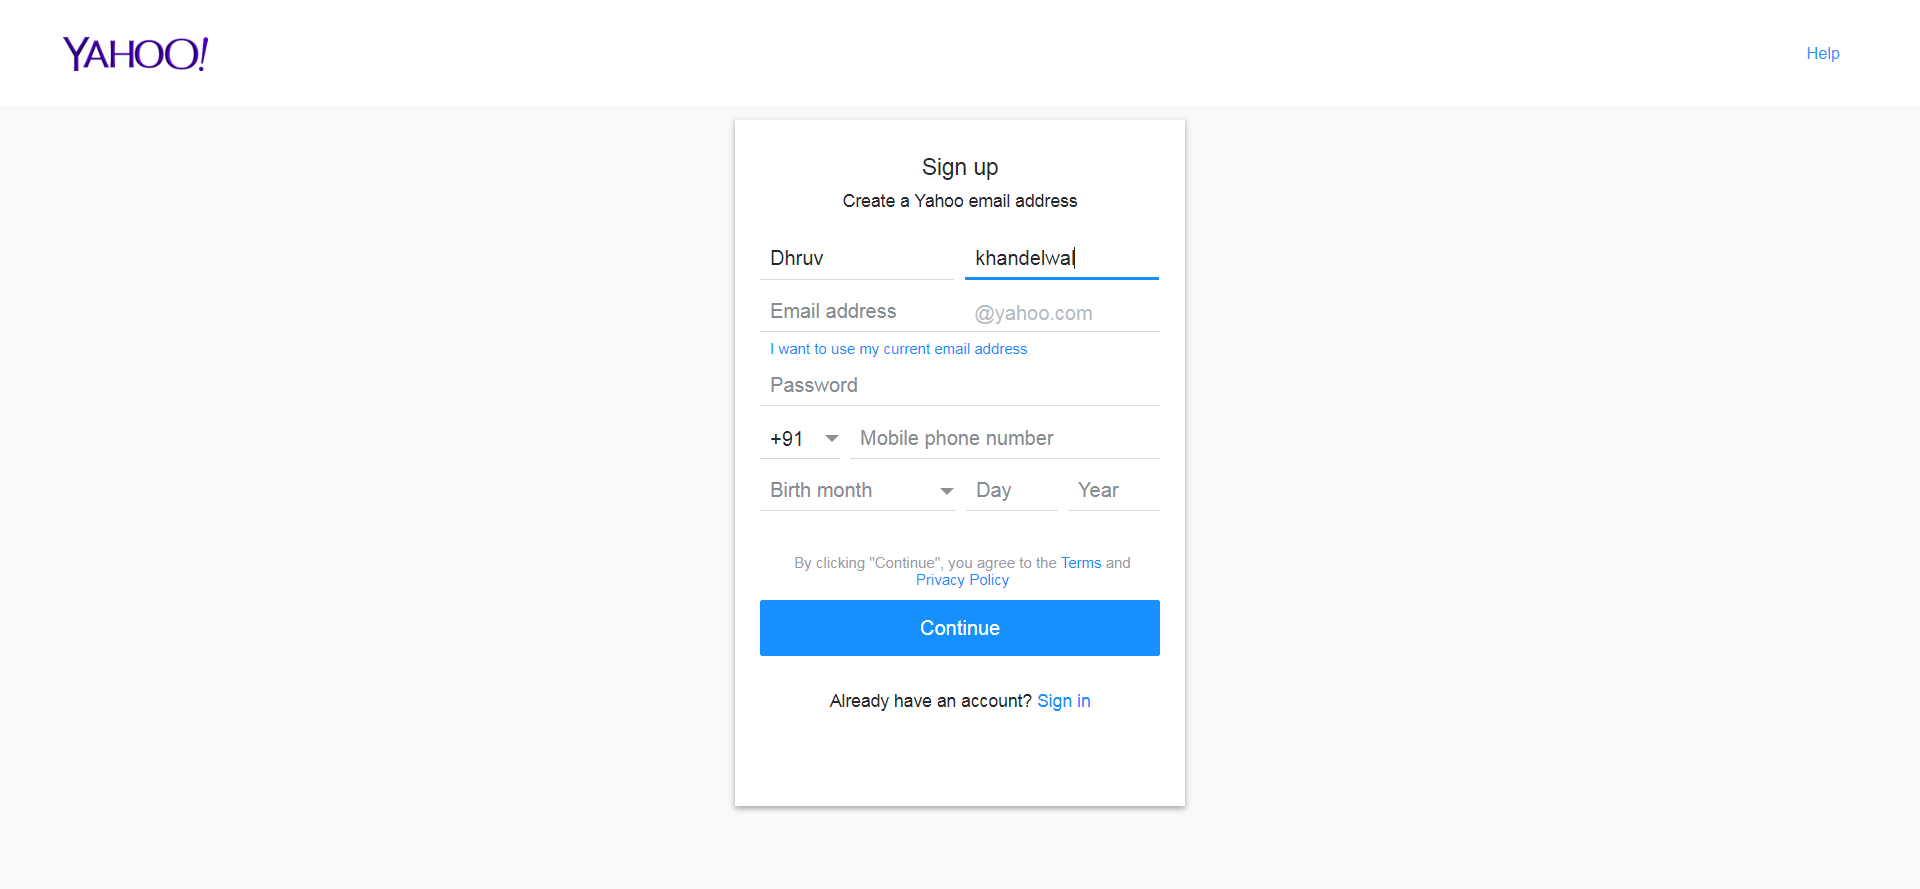 YAHOO!
Help
Sign up
Create a Yahoo email address
Dhruv khandelwal
Email address @yahoo.com
I want to use my current email address
Password
+91 Mobile phone number
Birth month Day Year
By clicking "Continue", you agree to the Terms and
Privacy Policy
Continue
Already have an account? Sign in